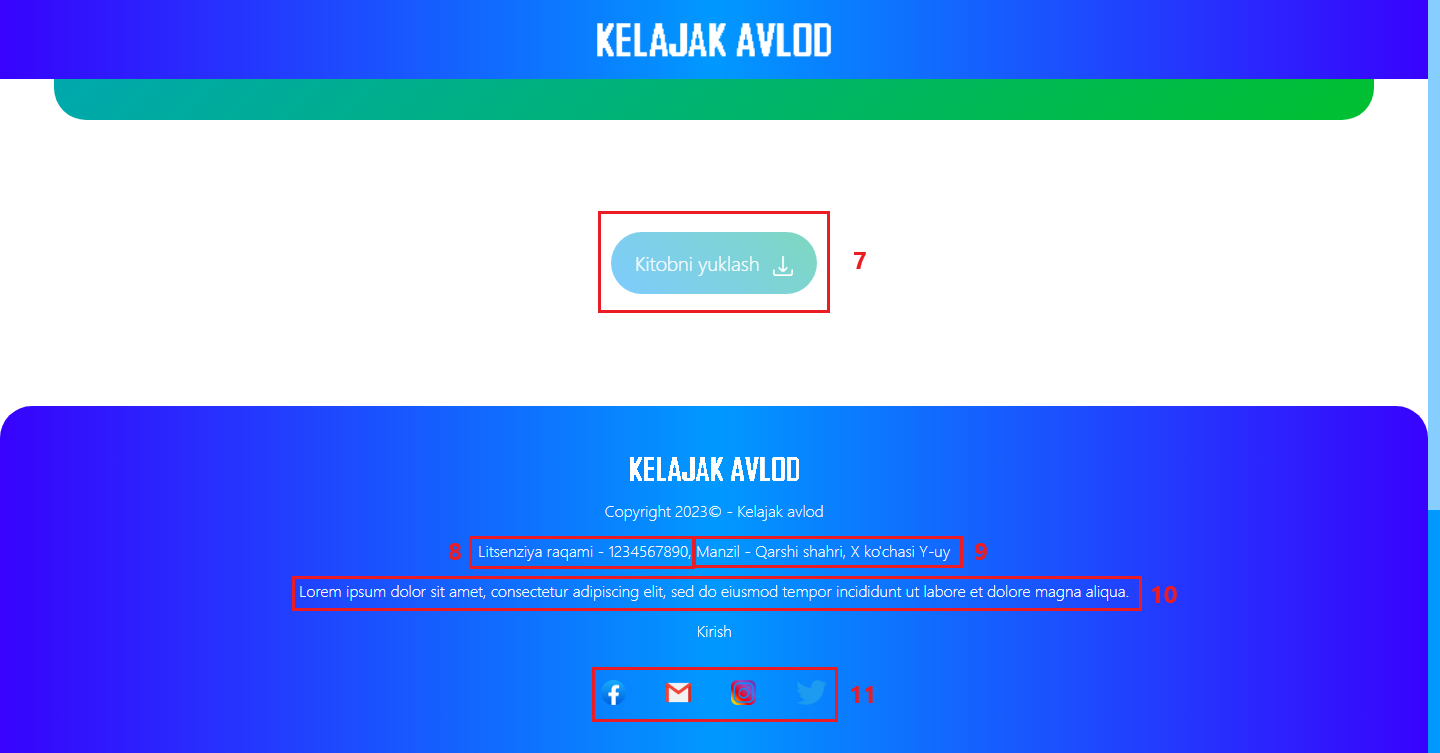 KELAJAK AVLOD
Kitobni yuklash
7
KELAJAK AVLOD
Copyright 2023© - Kelajak avlod
8 Litsenziya raqami - 1234567890, Manzil - Qarshi shahri, X ko'chasi Y-uy 9
Lorem ipsum dolor sit amet, consectetur adipiscing elit, sed do eiusmod tempor incididunt ut labore et dolore magna aliqua. 10
Kirish
11